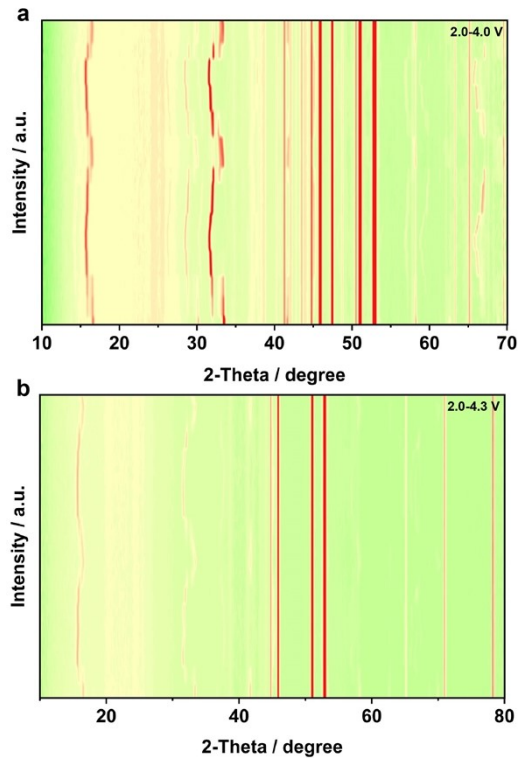 a
2.0-4.0 V
Intensity / a.u.
10 20 30 40 50 60 70
2-Theta / degree
b
2.0-4.3 V
Intensity / a.u.
20 40 60 80
2-Theta / degree